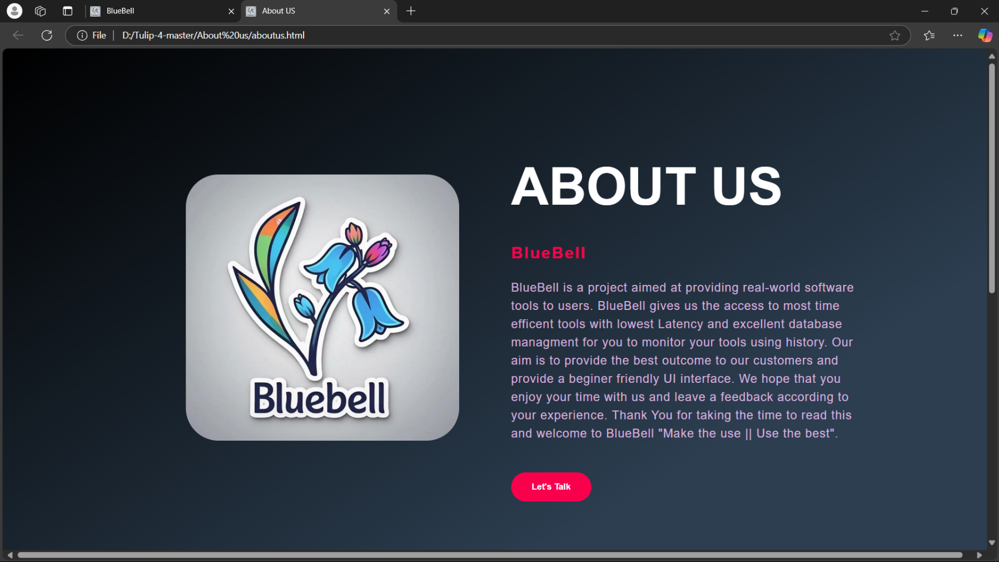 BlueBell
About US
File
D:/Tulip-4-master/About%20us/aboutus.html
ABOUT US
BlueBell
BlueBell is a project aimed at providing real-world software
tools to users. BlueBell gives us the access to most time
efficent tools with lowest Latency and excellent database
managment for you to monitor your tools using history. Our
aim is to provide the best outcome to our customers and
provide a beginer friendly UI interface. We hope that you
enjoy your time with us and leave a feedback according to
your experience. Thank You for taking the time to read this
and welcome to BlueBell "Make the use || Use the best".
Let's Talk
Bluebell